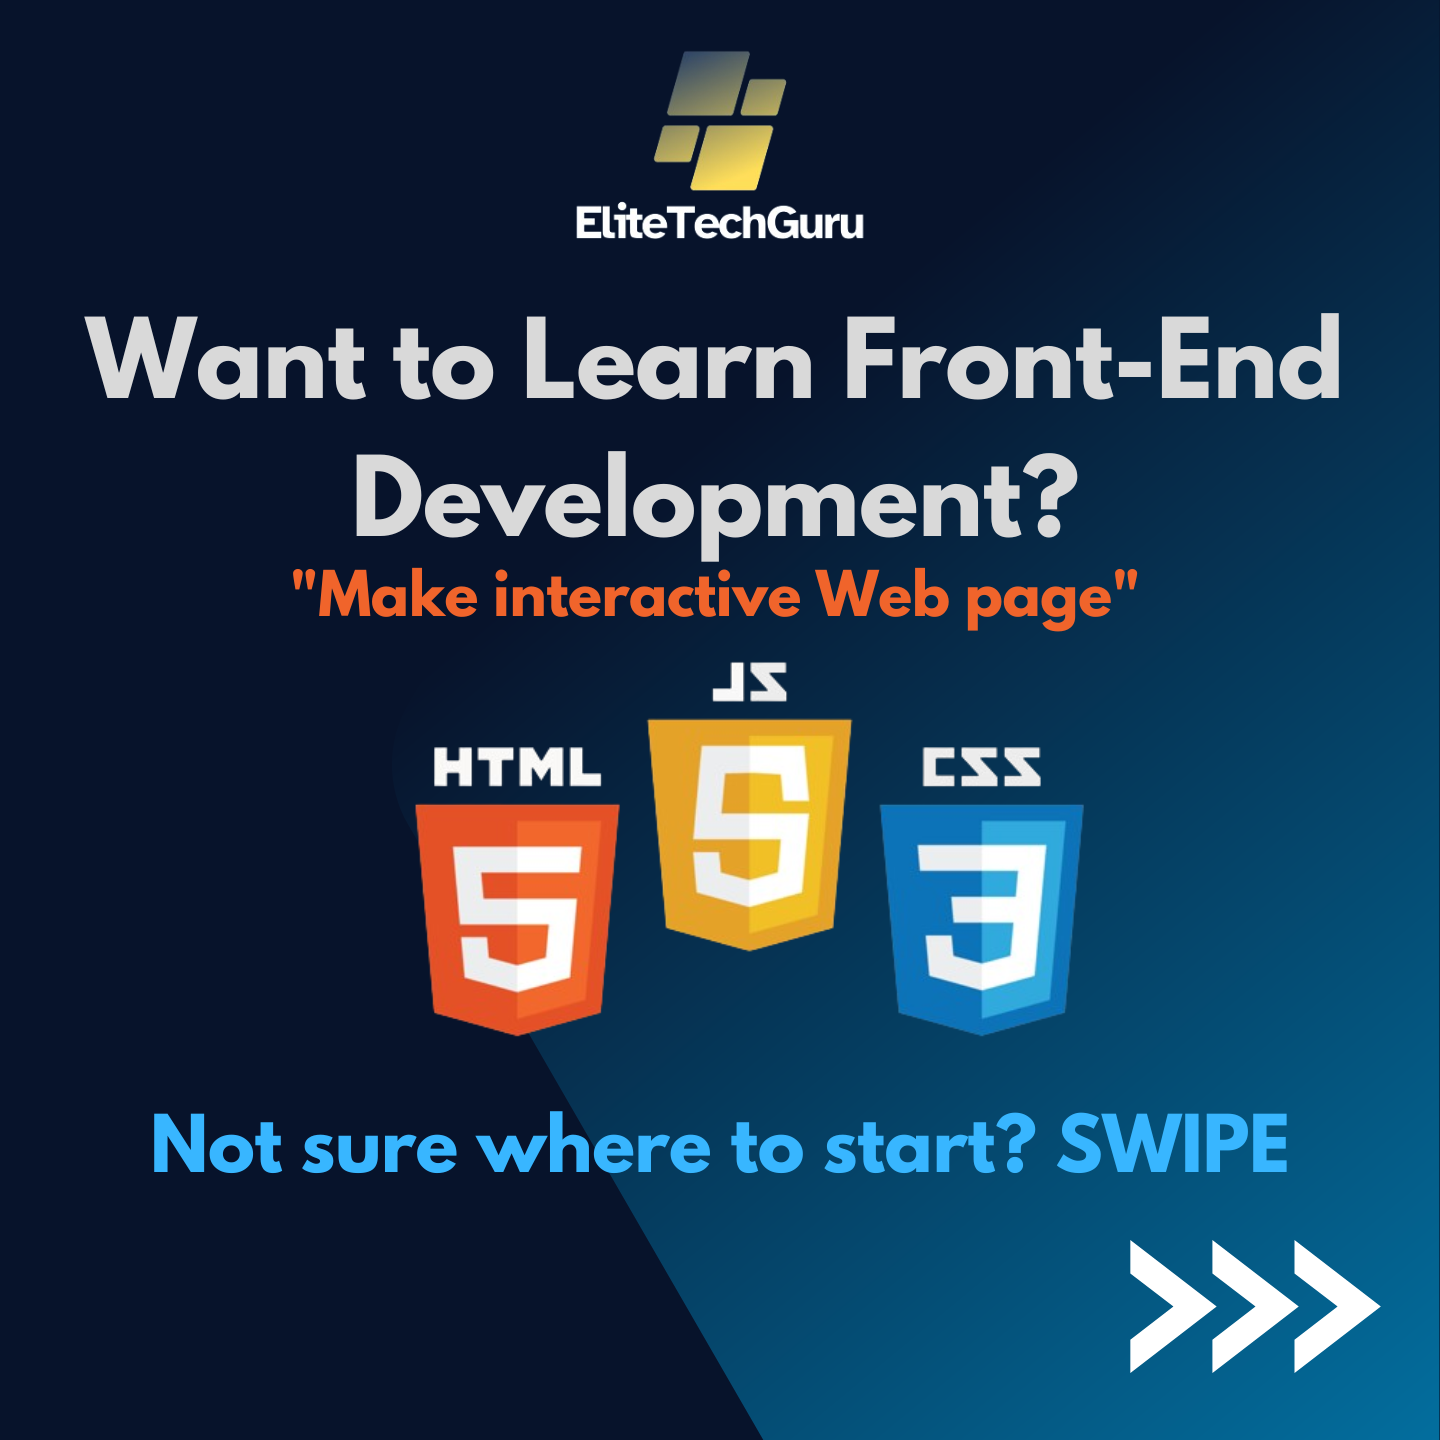 EliteTechGuru
Want to Learn Front-End
Development?
"Make interactive Web page"
JS
HTML
CSS
5
5
3
Not sure where to start? SWIPE